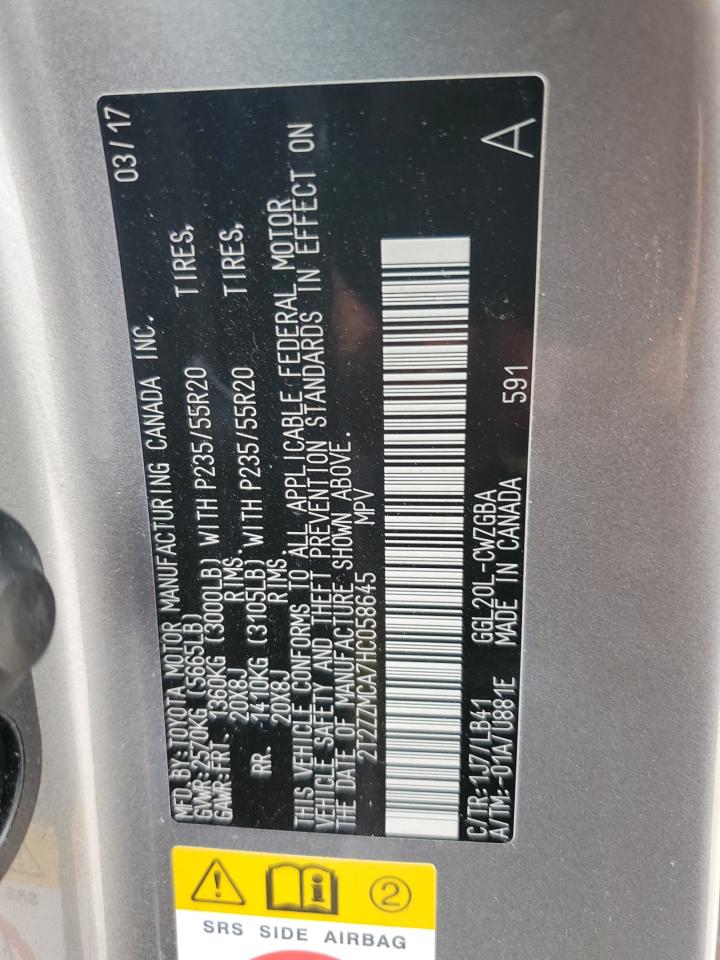 MFD. BY: TOYOTA MOTOR MANUFACTURING CANADA INC. 03/17
GVWR: 2570KG (5665LB)
GAWR: FRT. 1360KG (3000LB) WITH P235/55R20 TIRES,
20X8J RIMS.
RR. 1410KG (3105LB) WITH P235/55R20 TIRES,
20X8J RIMS
THIS VEHICLE CONFORMS TO ALL APPLICABLE FEDERAL MOTOR
VEHICLE SAFETY AND THEFT PREVENTION STANDARDS IN EFFECT ON
THE DATE OF MANUFACTURE SHOWN ABOVE.
2T2ZZMCA7HC058645 MPV
C/TR: 1J7/LB41 GGL20L-CWZGBA
A/TM: -01A/U881E MADE IN CANADA 591 A
2
SRS SIDE AIRBAG